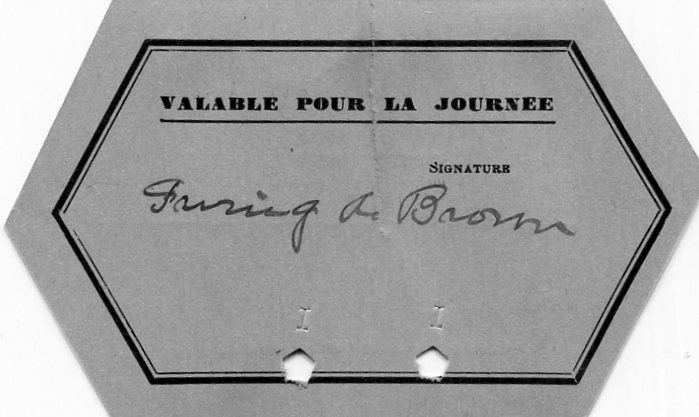 VALABLE POUR LA JOURNÉE
SIGNATURE
Irving Brown
I I